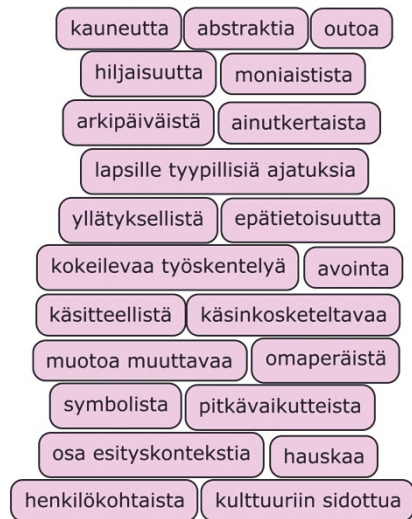 kauneutta abstraktia outoa
hiljaisuutta moniaistista
arkipäiväistä ainutkertaista
lapsille tyypillisiä ajatuksia
yllätyksellistä epätietoisuutta
kokeilevaa työskentelyä avointa
käsitteellistä käsinkosketeltavaa
muotoa muuttavaa omaperäistä
symbolista pitkävaikutteista
osa esityskontekstia hauskaa
henkilökohtaista kulttuuriin sidottua